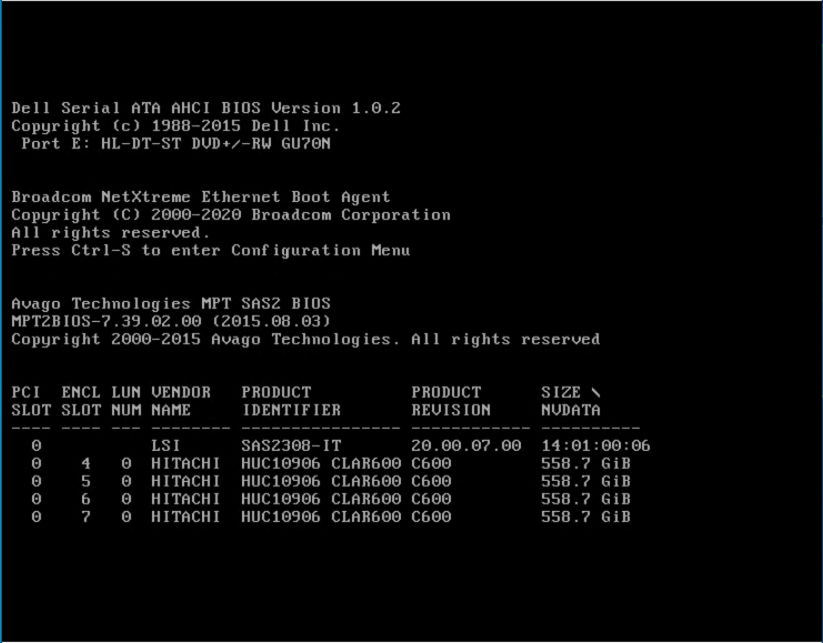 Dell Serial ATA AHCI BIOS Version 1.0.2
Copyright (c) 1988-2015 Dell Inc.
 Port E: HL-DT-ST DVD+/-RW GU70N
Broadcom NetXtreme Ethernet Boot Agent
Copyright (C) 2000-2020 Broadcom Corporation
All rights reserved.
Press Ctrl-S to enter Configuration Menu
Avago Technologies MPT SAS2 BIOS
MPT2BIOS-7.39.02.00 (2015.08.03)
Copyright 2000-2015 Avago Technologies. All rights reserved
PCI  ENCL LUN VENDOR   PRODUCT          PRODUCT      SIZE \
SLOT SLOT NUM NAME     IDENTIFIER       REVISION     NVDATA
---- ---- --- -------- ---------------- ------------ ----------
  0           LSI      SAS2308-IT       20.00.07.00  14:01:00:06
  0    4   0  HITACHI  HUC10906 CLAR600 C600         558.7 GiB
  0    5   0  HITACHI  HUC10906 CLAR600 C600         558.7 GiB
  0    6   0  HITACHI  HUC10906 CLAR600 C600         558.7 GiB
  0    7   0  HITACHI  HUC10906 CLAR600 C600         558.7 GiB